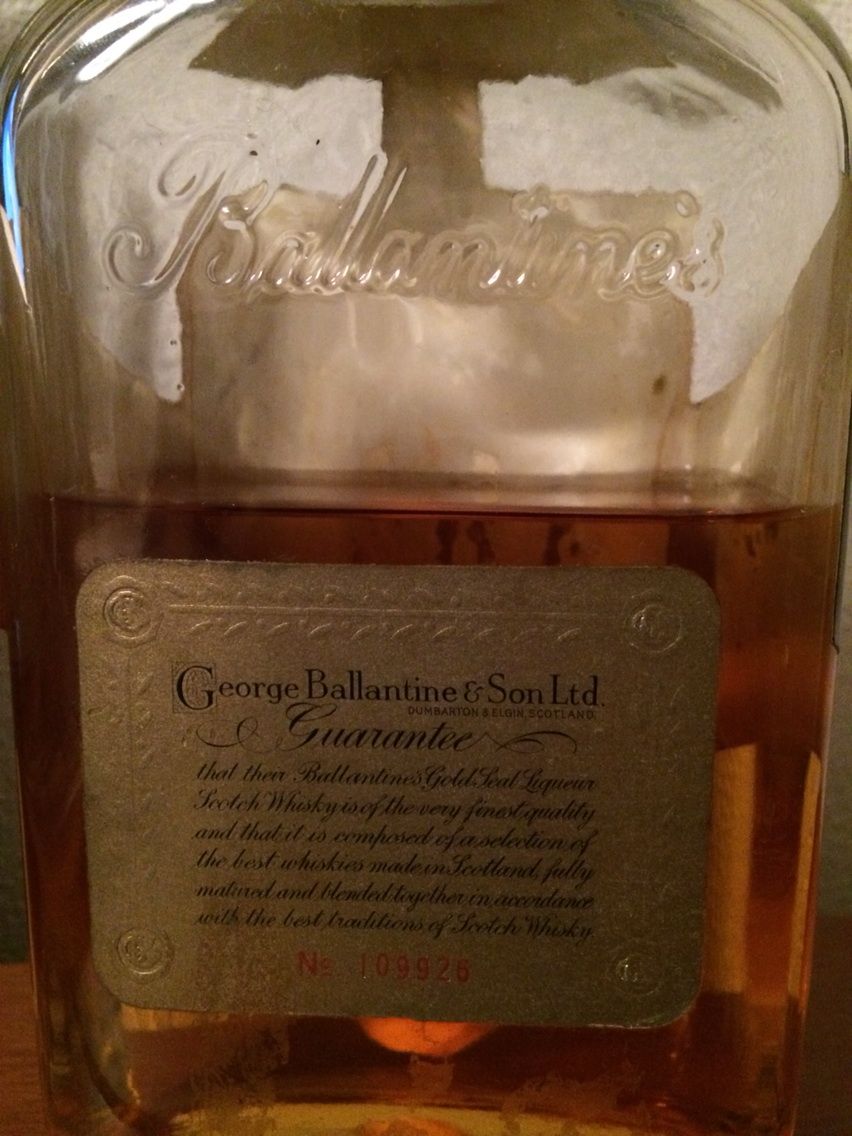 Ballantine's
George Ballantine & Son Ltd.
DUMBARTON & ELGIN, SCOTLAND.
Guarantee
that their Ballantine's Gold Seal Liqueur
Scotch Whisky is of the very finest quality
and that it is composed of a selection of
the best whiskies made in Scotland, fully
matured and blended together in accordance
with the best traditions of Scotch Whisky.
No 109926